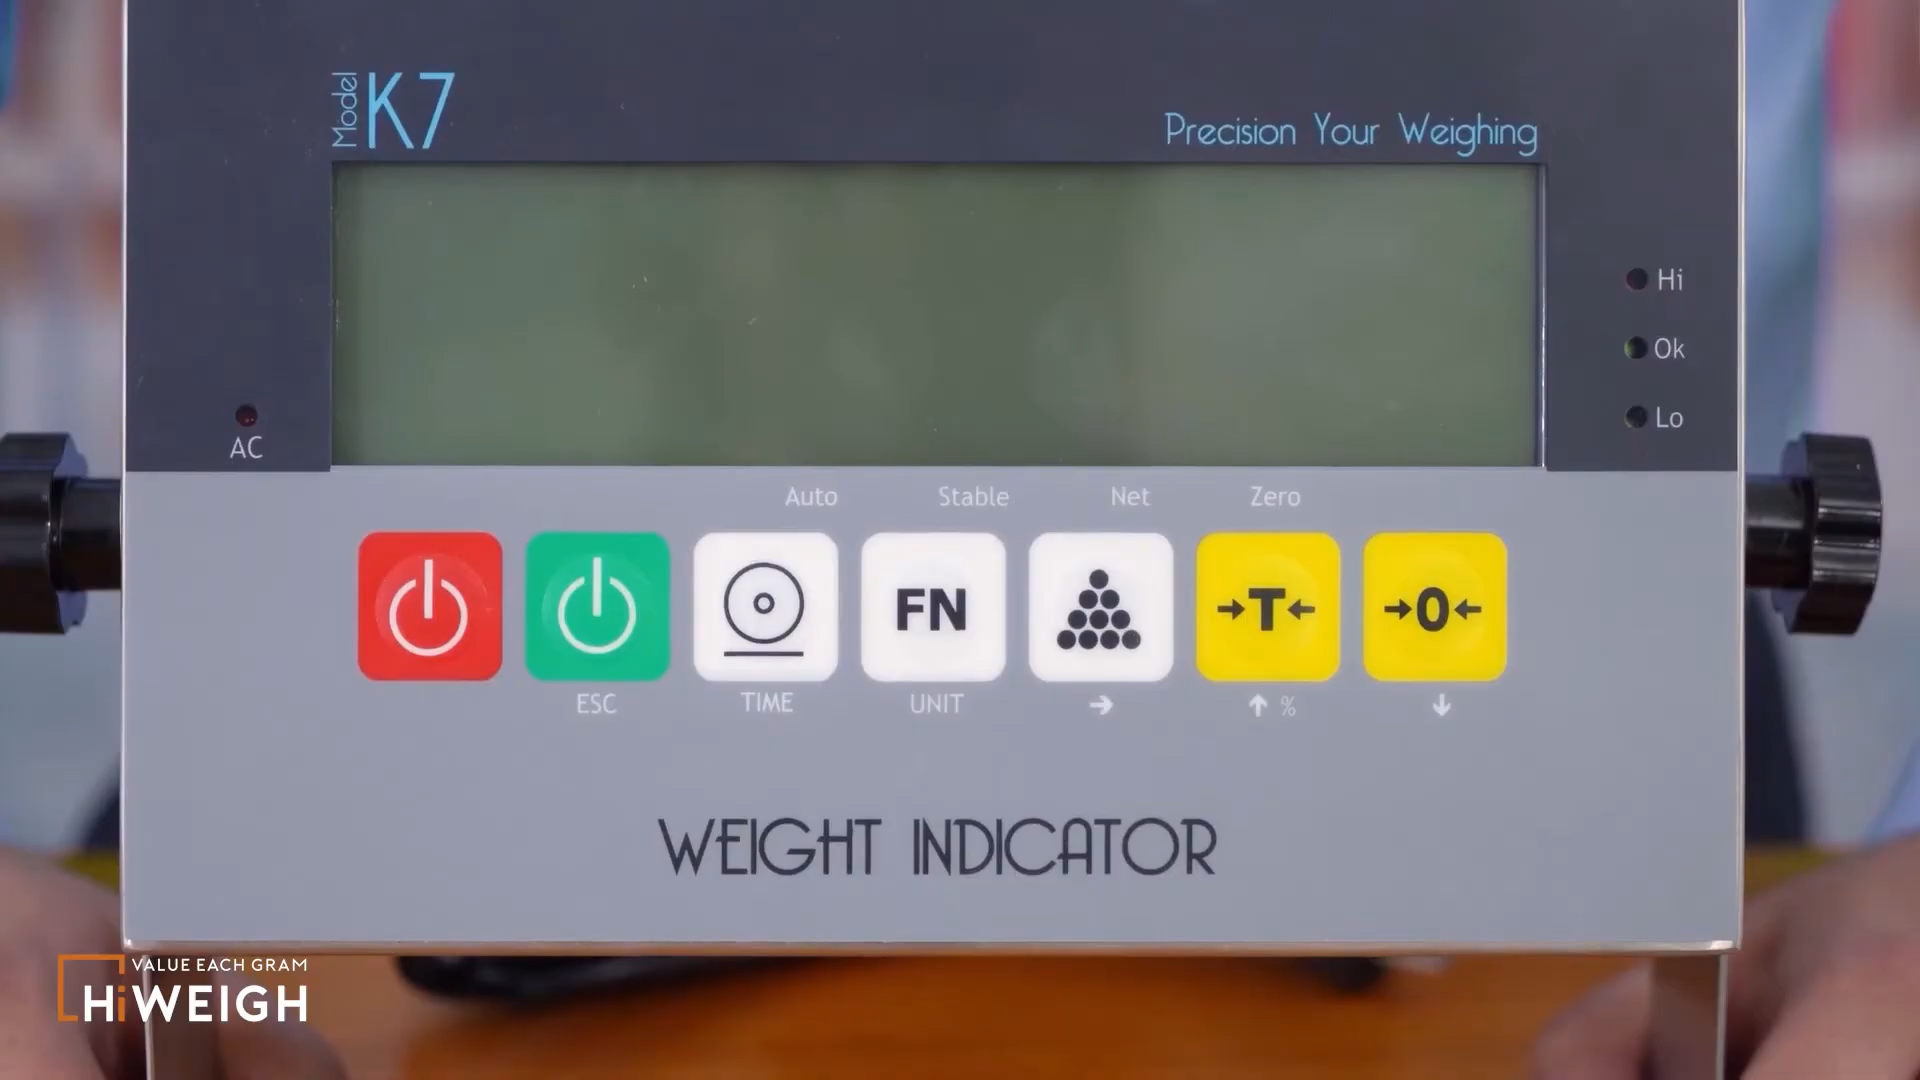 Model K7
Precision Your Weighing
Hi
Ok
Lo
AC
Auto Stable Net Zero
FN →T← →0←
ESC TIME UNIT → ↑ % ↓
WEIGHT INDICATOR
VALUE EACH GRAM
HiWEIGH